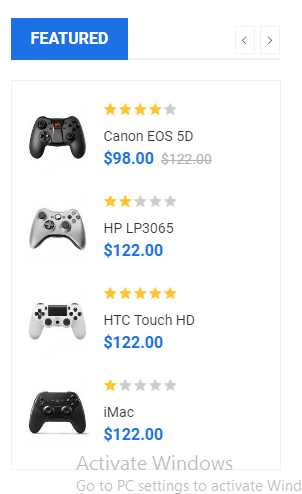 FEATURED
Canon EOS 5D
$98.00 $122.00
HP LP3065
$122.00
HTC Touch HD
$122.00
iMac
$122.00
Activate Windows
Go to PC settings to activate Wind